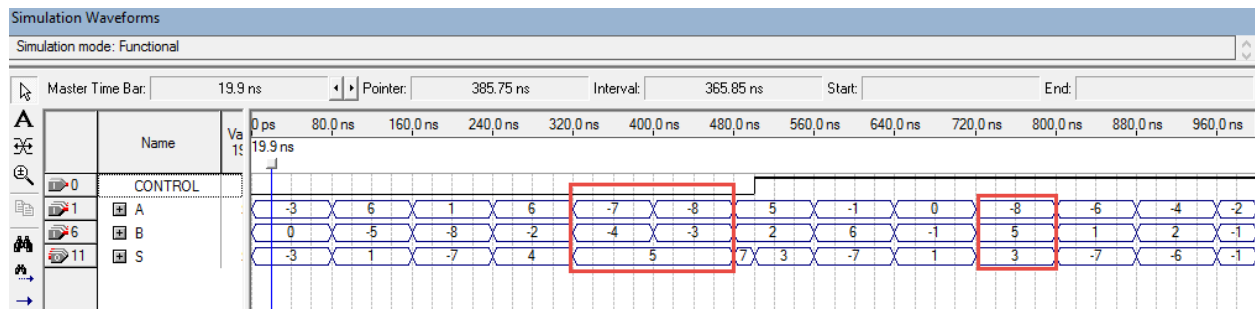 Simulation Waveforms
Simulation mode: Functional
Master Time Bar: 19.9 ns Pointer: 385.75 ns Interval: 365.85 ns Start: End:
A Name Va 0 ps 80.0 ns 160.0 ns 240.0 ns 320.0 ns 400.0 ns 480.0 ns 560.0 ns 640.0 ns 720.0 ns 800.0 ns 880.0 ns 960.0 ns
19.9 ns
0 CONTROL
1 A -3 6 1 6 -7 -8 5 -1 0 -8 -6 -4 -2
6 B 0 -5 -8 -2 -4 -3 2 6 -1 5 1 2 -1
11 S -3 1 -7 4 5 7 3 -7 1 3 -7 -6 -1